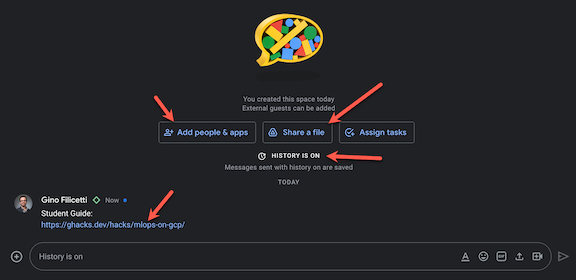 You created this space today
External guests can be added
Add people & apps
Share a file
Assign tasks
HISTORY IS ON
Messages sent with history on are saved
TODAY
Gino Filicetti Now
Student Guide:
https://ghacks.dev/hacks/mlops-on-gcp/
History is on
GIF